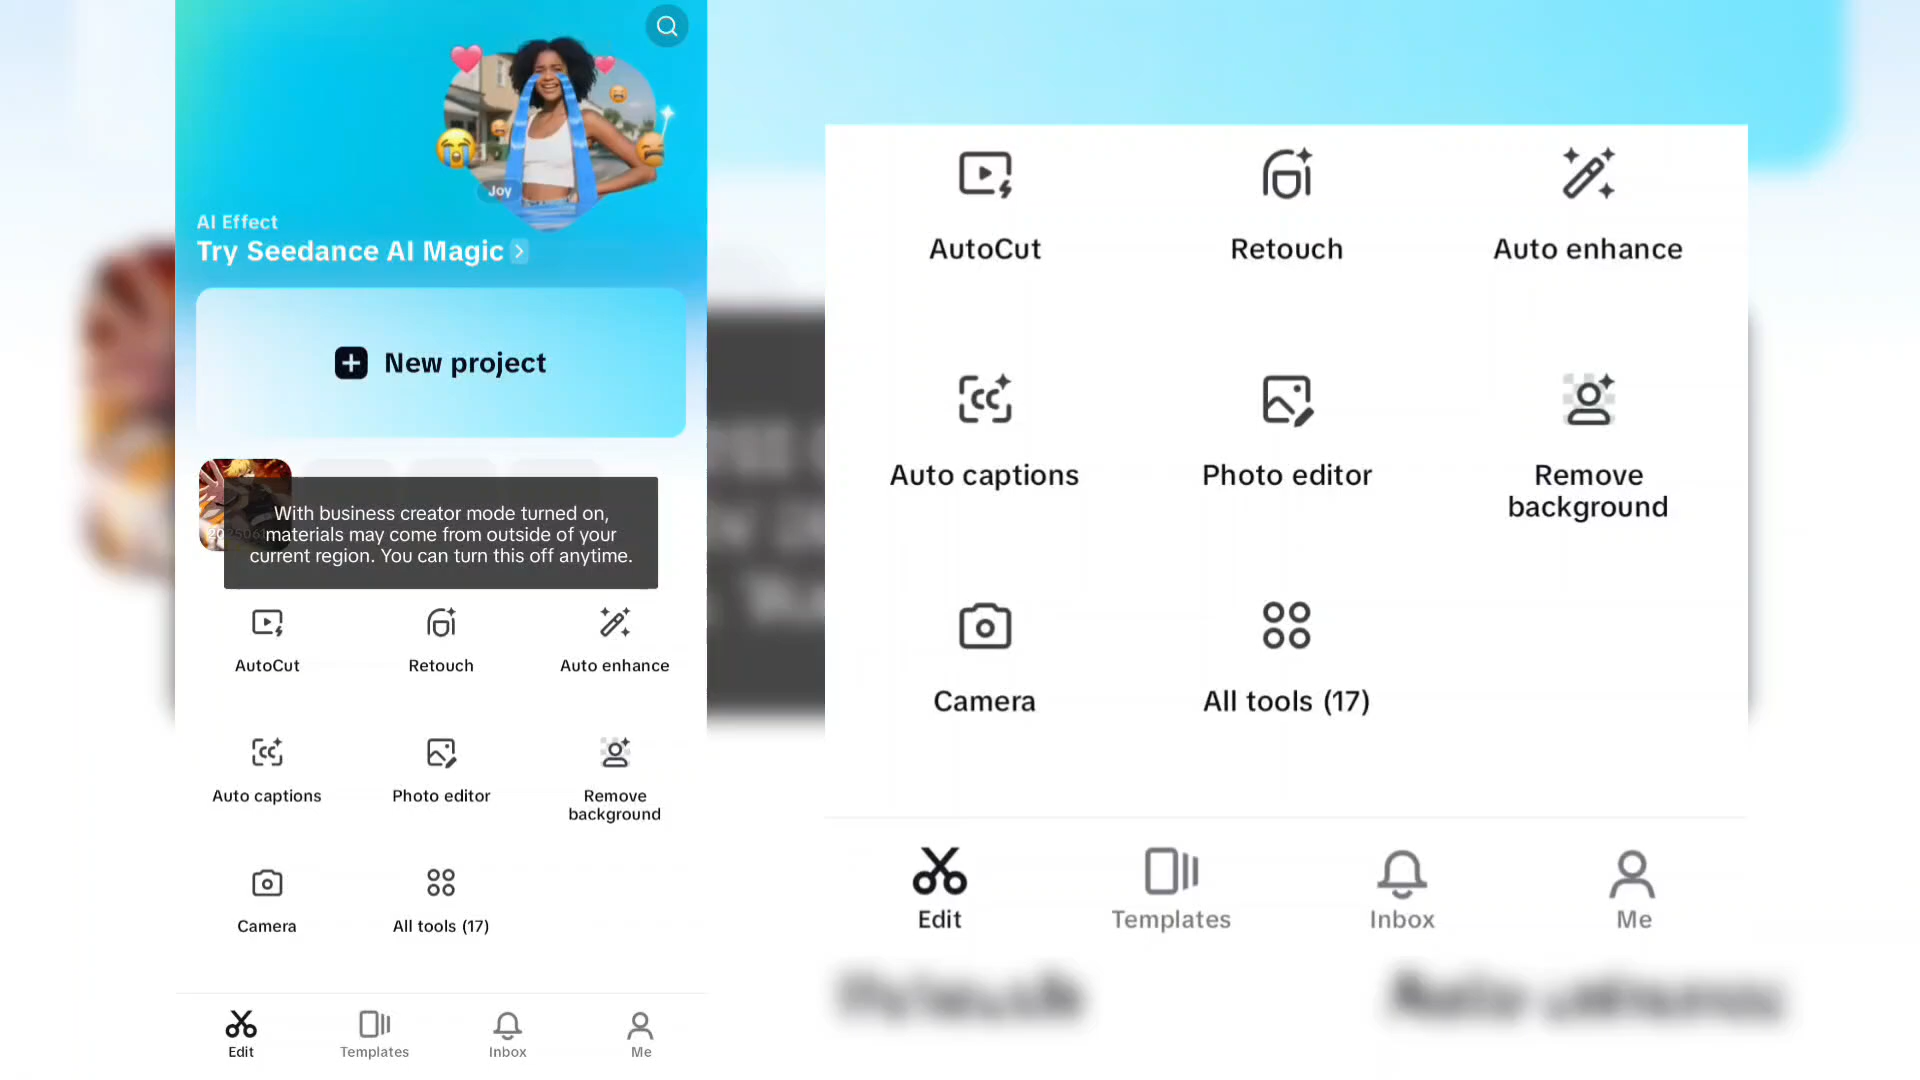 Joy
AI Effect
Try Seedance AI Magic
New project
With business creator mode turned on,
materials may come from outside of your
current region. You can turn this off anytime.
AutoCut
Retouch
Auto enhance
Auto captions
Photo editor
Remove
background
Camera
All tools (17)
Edit
Templates
Inbox
Me
AutoCut
Retouch
Auto enhance
Auto captions
Photo editor
Remove
background
Camera
All tools (17)
Edit
Templates
Inbox
Me